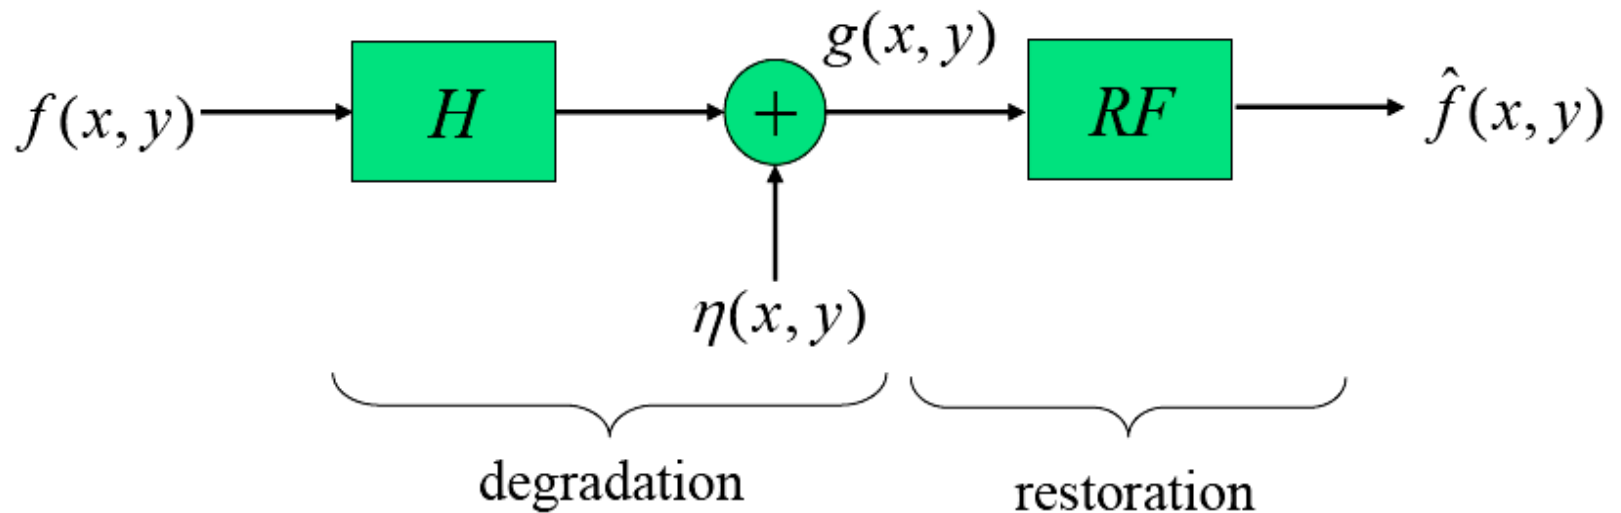 f(x, y)
H
+
g(x, y)
RF
f̂(x, y)
η(x, y)
degradation
restoration